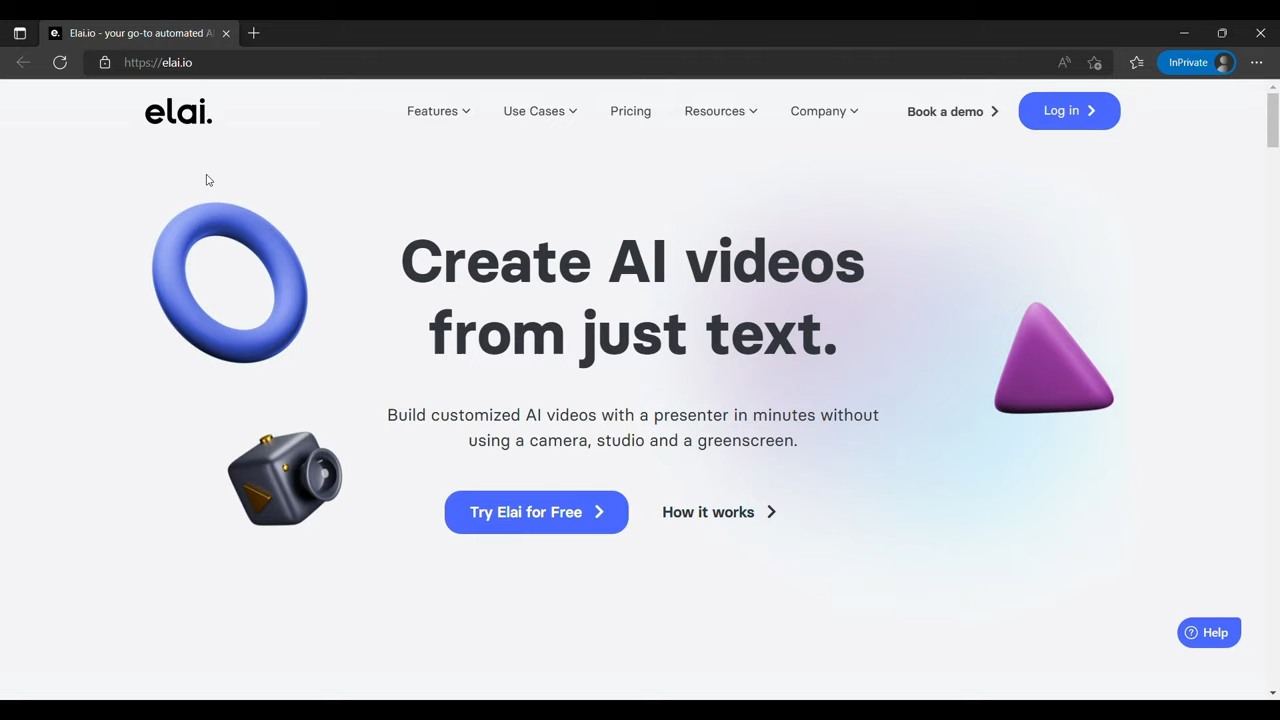 Elai.io - your go-to automated AI
https://elai.io
InPrivate
elai.
Features
Use Cases
Pricing
Resources
Company
Book a demo
Log in
Create AI videos
from just text.
Build customized AI videos with a presenter in minutes without
using a camera, studio and a greenscreen.
Try Elai for Free
How it works
Help